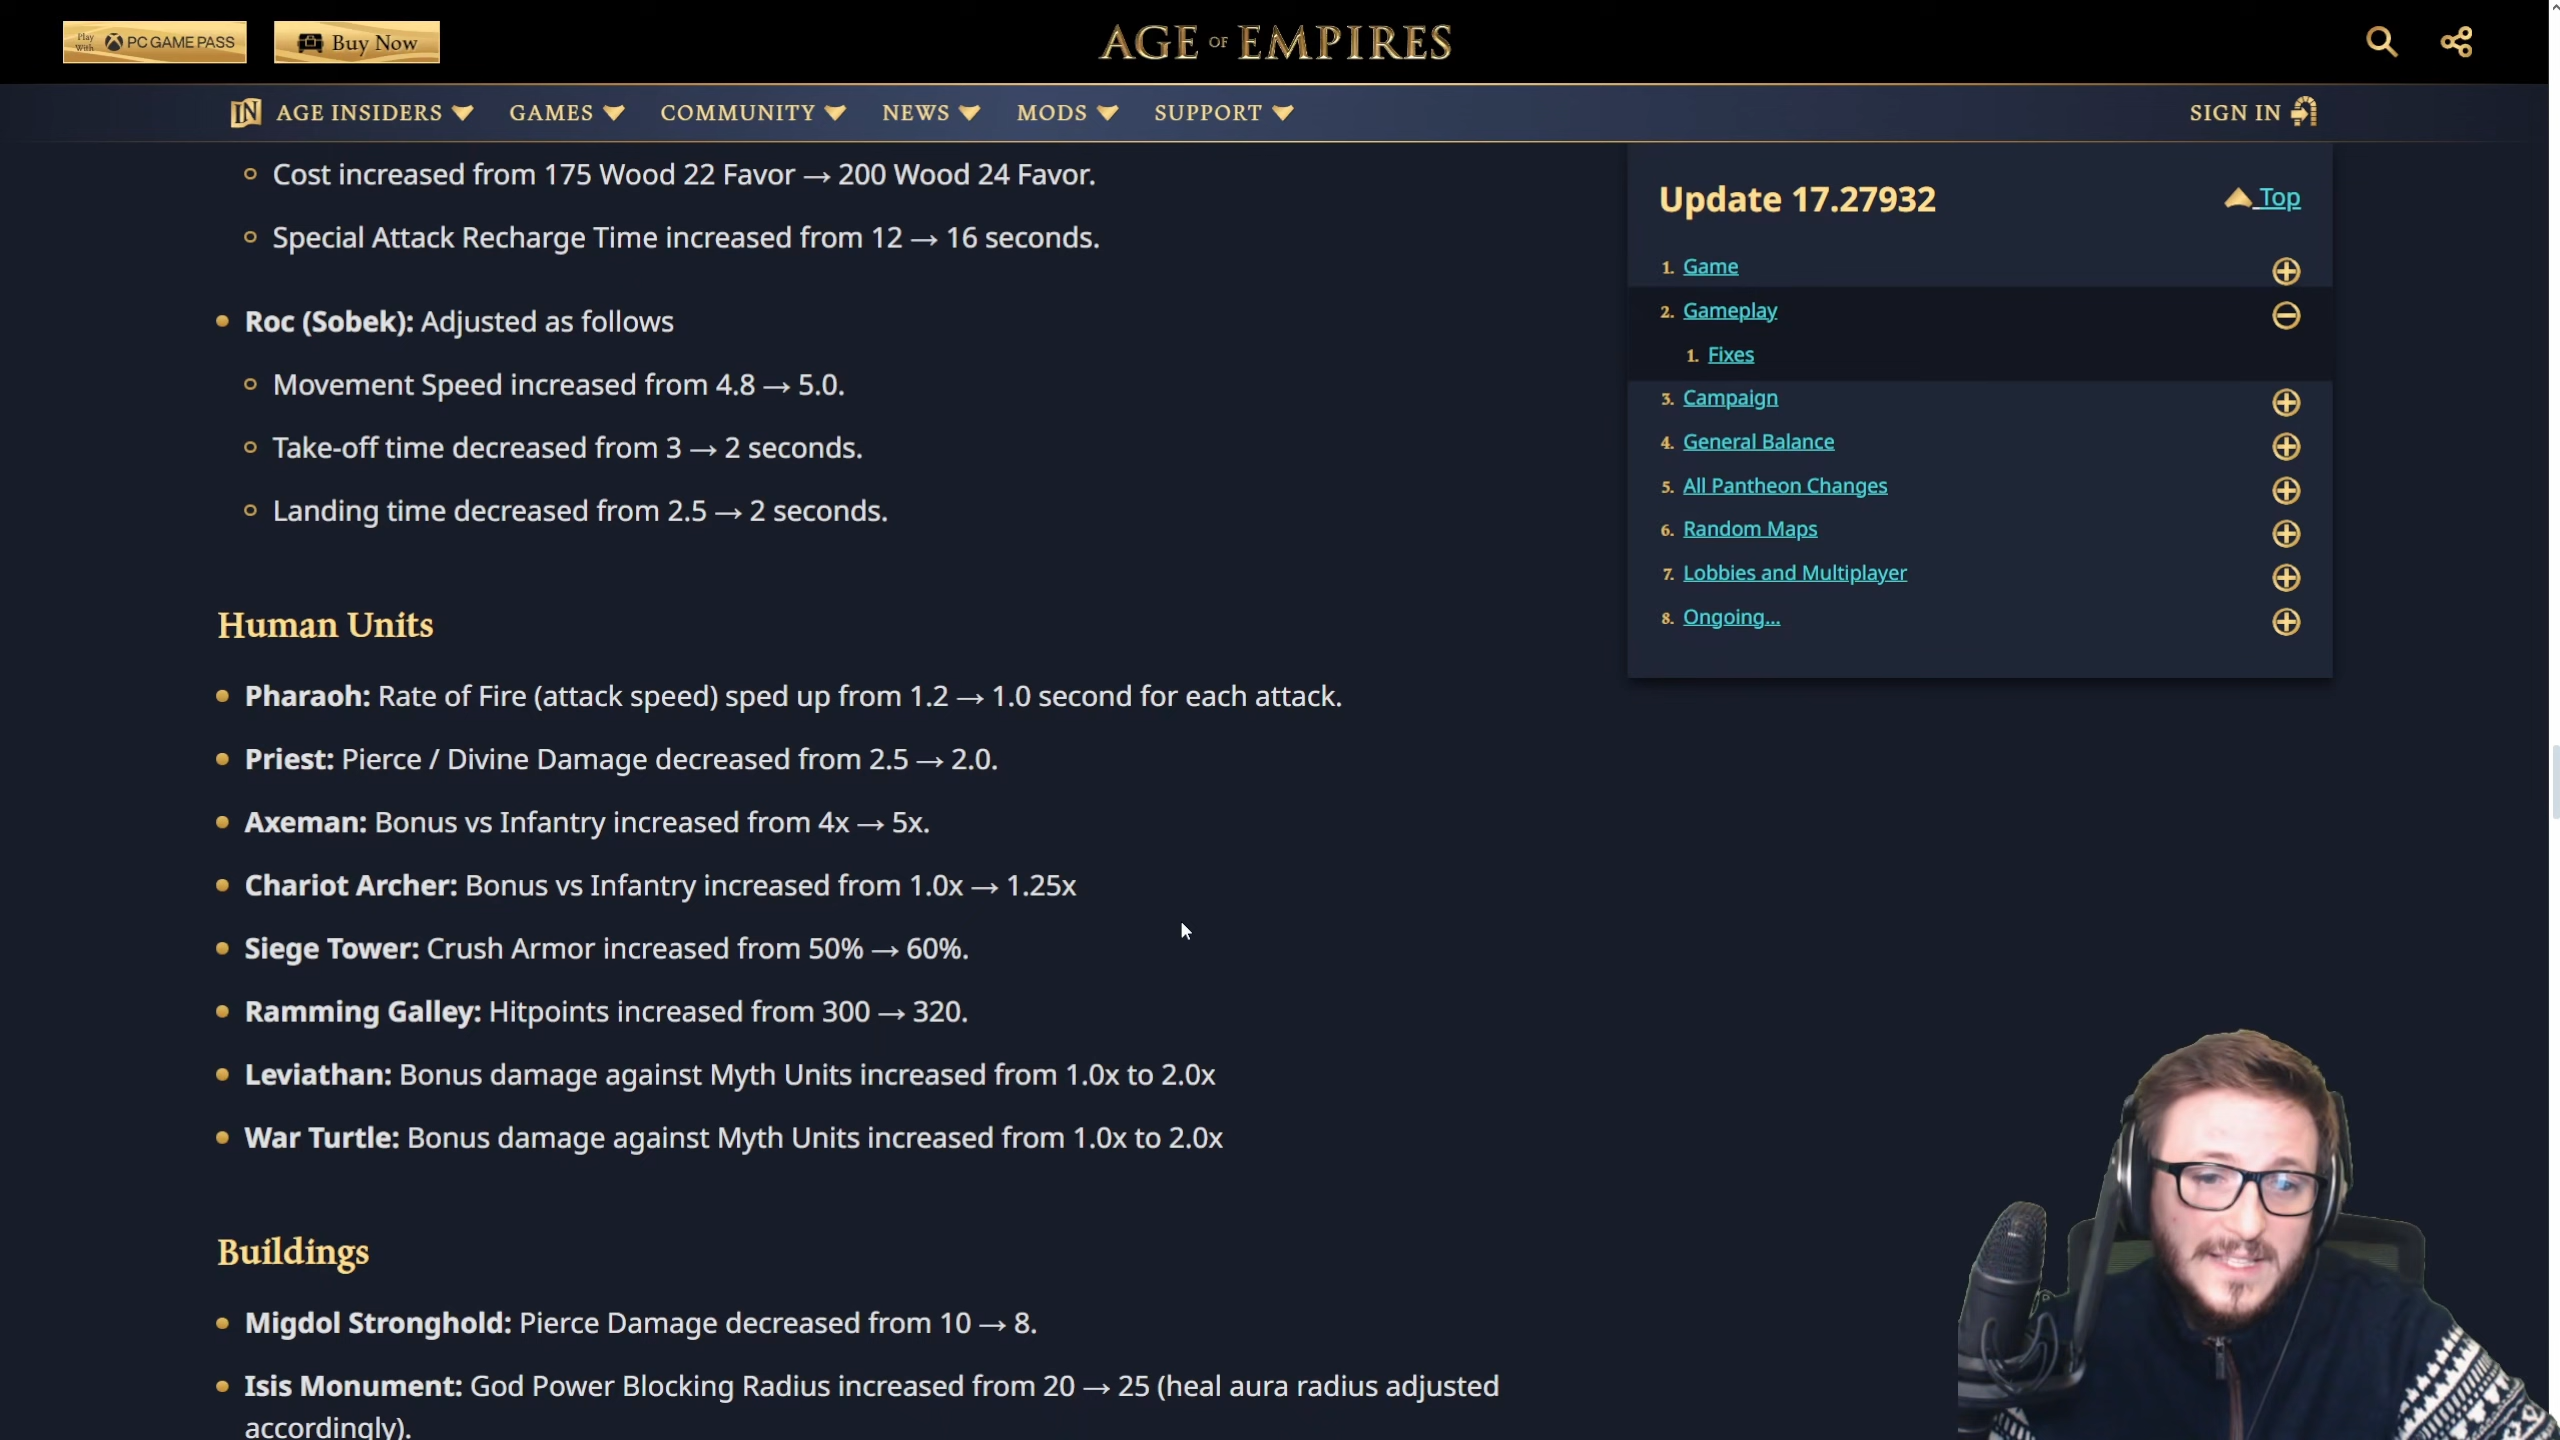 Play With PC GAME PASS
Buy Now
AGE OF EMPIRES
IN AGE INSIDERS
GAMES
COMMUNITY
NEWS
MODS
SUPPORT
SIGN IN
Cost increased from 175 Wood 22 Favor → 200 Wood 24 Favor.
Special Attack Recharge Time increased from 12 → 16 seconds.
Roc (Sobek): Adjusted as follows
Movement Speed increased from 4.8 → 5.0.
Take-off time decreased from 3 → 2 seconds.
Landing time decreased from 2.5 → 2 seconds.
Human Units
Pharaoh: Rate of Fire (attack speed) sped up from 1.2 → 1.0 second for each attack.
Priest: Pierce / Divine Damage decreased from 2.5 → 2.0.
Axeman: Bonus vs Infantry increased from 4x → 5x.
Chariot Archer: Bonus vs Infantry increased from 1.0x → 1.25x
Siege Tower: Crush Armor increased from 50% → 60%.
Ramming Galley: Hitpoints increased from 300 → 320.
Leviathan: Bonus damage against Myth Units increased from 1.0x to 2.0x
War Turtle: Bonus damage against Myth Units increased from 1.0x to 2.0x
Buildings
Migdol Stronghold: Pierce Damage decreased from 10 → 8.
Isis Monument: God Power Blocking Radius increased from 20 → 25 (heal aura radius adjusted
accordingly).
Update 17.27932
Top
1. Game
2. Gameplay
1. Fixes
3. Campaign
4. General Balance
5. All Pantheon Changes
6. Random Maps
7. Lobbies and Multiplayer
8. Ongoing...